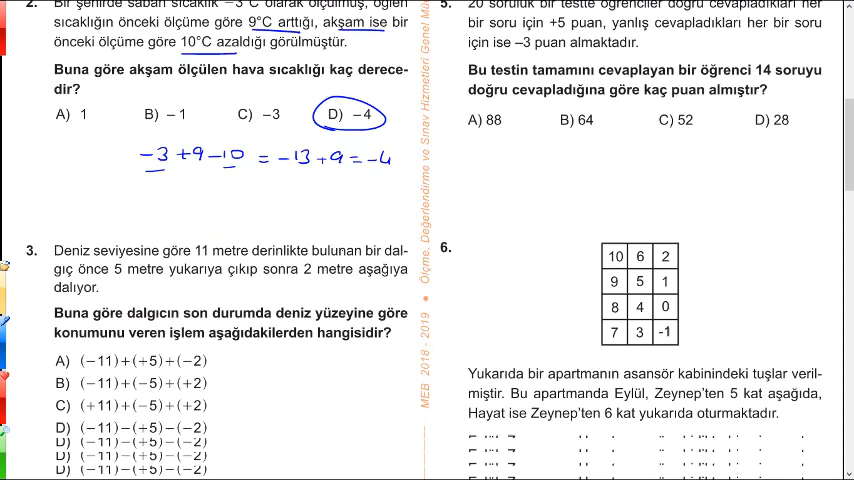 2. Bir şehirde sabah sıcaklık −3°C olarak ölçülmüş, öğlen
sıcaklığın önceki ölçüme göre 9°C arttığı, akşam ise bir
önceki ölçüme göre 10°C azaldığı görülmüştür.
Buna göre akşam ölçülen hava sıcaklığı kaç derece-
dir?
A) 1 B) – 1 C) –3 D) –4
-3 +9 -10 = -13 +9 = -4
3. Deniz seviyesine göre 11 metre derinlikte bulunan bir dal-
gıç önce 5 metre yukarıya çıkıp sonra 2 metre aşağıya
dalıyor.
Buna göre dalgıcın son durumda deniz yüzeyine göre
konumunu veren işlem aşağıdakilerden hangisidir?
A) (−11)+(+5)+(−2)
B) (−11)+(−5)+(+2)
C) (+11)+(−5)+(+2)
D) (−11)−(+5)−(−2)
D) (−11)−(+5)−(−2)
D) (−11)−(+5)−(−2)
D) (−11)−(+5)−(−2)
MEB 2018 - 2019 ● Ölçme, Değerlendirme ve Sınav Hizmetleri Genel Mü
5. 20 soruluk bir testte öğrenciler doğru cevapladıkları her
bir soru için +5 puan, yanlış cevapladıkları her bir soru
için ise –3 puan almaktadır.
Bu testin tamamını cevaplayan bir öğrenci 14 soruyu
doğru cevapladığına göre kaç puan almıştır?
A) 88 B) 64 C) 52 D) 28
6.
10 6 2
9 5 1
8 4 0
7 3 -1
Yukarıda bir apartmanın asansör kabinindeki tuşlar veril-
miştir. Bu apartmanda Eylül, Zeynep'ten 5 kat aşağıda,
Hayat ise Zeynep'ten 6 kat yukarıda oturmaktadır.